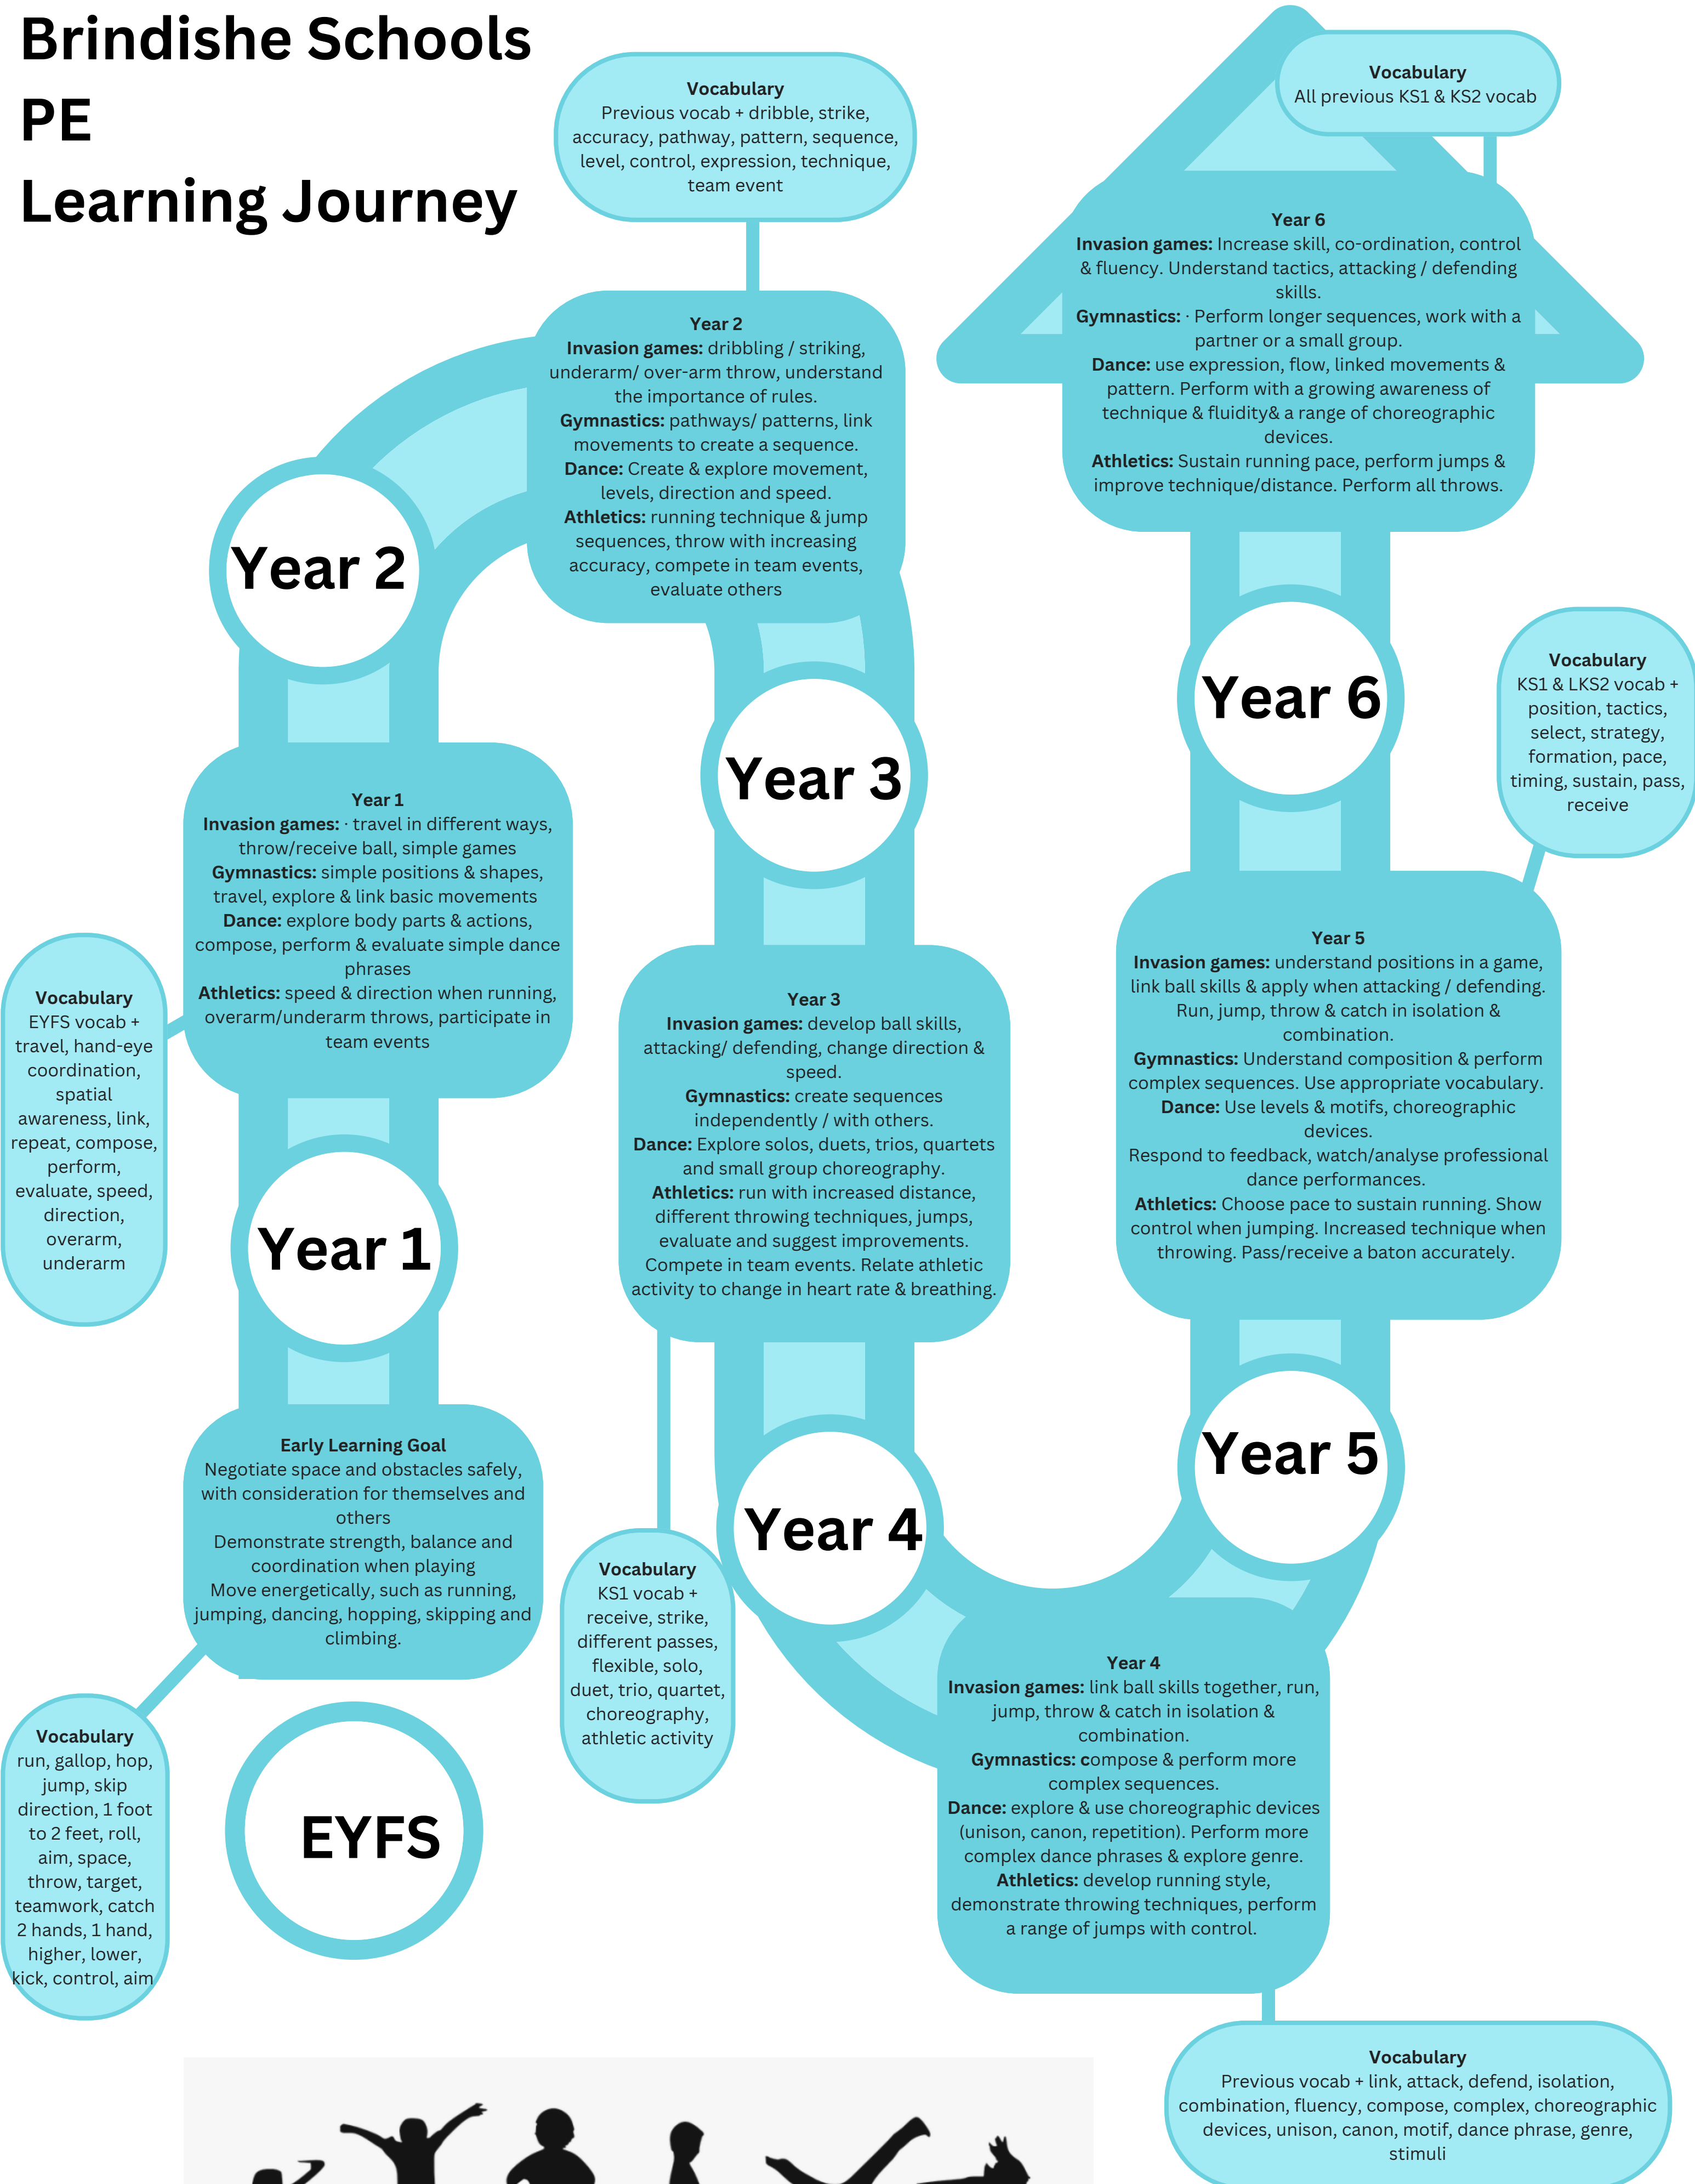 Brindishe Schools
PE
Learning Journey
Vocabulary
Previous vocab + dribble, strike,
accuracy, pathway, pattern, sequence,
level, control, expression, technique,
team event
Vocabulary
All previous KS1 & KS2 vocab
Year 6
Invasion games: Increase skill, co-ordination, control
& fluency. Understand tactics, attacking / defending
skills.
Gymnastics: · Perform longer sequences, work with a
partner or a small group.
Dance: use expression, flow, linked movements &
pattern. Perform with a growing awareness of
technique & fluidity& a range of choreographic
devices.
Athletics: Sustain running pace, perform jumps &
improve technique/distance. Perform all throws.
Year 2
Invasion games: dribbling / striking,
underarm/ over-arm throw, understand
the importance of rules.
Gymnastics: pathways/ patterns, link
movements to create a sequence.
Dance: Create & explore movement,
levels, direction and speed.
Athletics: running technique & jump
sequences, throw with increasing
accuracy, compete in team events,
evaluate others
Year 2
Year 3
Year 6
Vocabulary
KS1 & LKS2 vocab +
position, tactics,
select, strategy,
formation, pace,
timing, sustain, pass,
receive
Year 1
Invasion games: · travel in different ways,
throw/receive ball, simple games
Gymnastics: simple positions & shapes,
travel, explore & link basic movements
Dance: explore body parts & actions,
compose, perform & evaluate simple dance
phrases
Athletics: speed & direction when running,
overarm/underarm throws, participate in
team events
Vocabulary
EYFS vocab +
travel, hand-eye
coordination,
spatial
awareness, link,
repeat, compose,
perform,
evaluate, speed,
direction,
overarm,
underarm
Year 3
Invasion games: develop ball skills,
attacking/ defending, change direction &
speed.
Gymnastics: create sequences
independently / with others.
Dance: Explore solos, duets, trios, quartets
and small group choreography.
Athletics: run with increased distance,
different throwing techniques, jumps,
evaluate and suggest improvements.
Compete in team events. Relate athletic
activity to change in heart rate & breathing.
Year 5
Invasion games: understand positions in a game,
link ball skills & apply when attacking / defending.
Run, jump, throw & catch in isolation &
combination.
Gymnastics: Understand composition & perform
complex sequences. Use appropriate vocabulary.
Dance: Use levels & motifs, choreographic
devices.
Respond to feedback, watch/analyse professional
dance performances.
Athletics: Choose pace to sustain running. Show
control when jumping. Increased technique when
throwing. Pass/receive a baton accurately.
Year 1
Early Learning Goal
Negotiate space and obstacles safely,
with consideration for themselves and
others
Demonstrate strength, balance and
coordination when playing
Move energetically, such as running,
jumping, dancing, hopping, skipping and
climbing.
Year 4
Year 5
Vocabulary
KS1 vocab +
receive, strike,
different passes,
flexible, solo,
duet, trio, quartet,
choreography,
athletic activity
Year 4
Invasion games: link ball skills together, run,
jump, throw & catch in isolation &
combination.
Gymnastics: compose & perform more
complex sequences.
Dance: explore & use choreographic devices
(unison, canon, repetition). Perform more
complex dance phrases & explore genre.
Athletics: develop running style,
demonstrate throwing techniques, perform
a range of jumps with control.
Vocabulary
run, gallop, hop,
jump, skip
direction, 1 foot
to 2 feet, roll,
aim, space,
throw, target,
teamwork, catch
2 hands, 1 hand,
higher, lower,
kick, control, aim
EYFS
Vocabulary
Previous vocab + link, attack, defend, isolation,
combination, fluency, compose, complex, choreographic
devices, unison, canon, motif, dance phrase, genre,
stimuli